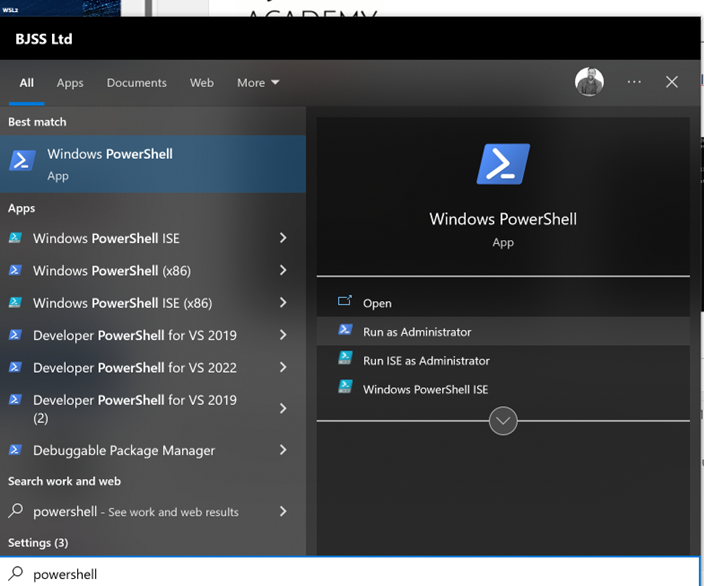 WSL2
ACADEMY
BJSS Ltd
All Apps Documents Web More
Best match
Windows PowerShell
App
Apps
Windows PowerShell ISE
Windows PowerShell (x86)
Windows PowerShell ISE (x86)
Developer PowerShell for VS 2019
Developer PowerShell for VS 2022
Developer PowerShell for VS 2019
(2)
Debuggable Package Manager
Search work and web
powershell - See work and web results
Settings (3)
powershell
Windows PowerShell
App
Open
Run as Administrator
Run ISE as Administrator
Windows PowerShell ISE